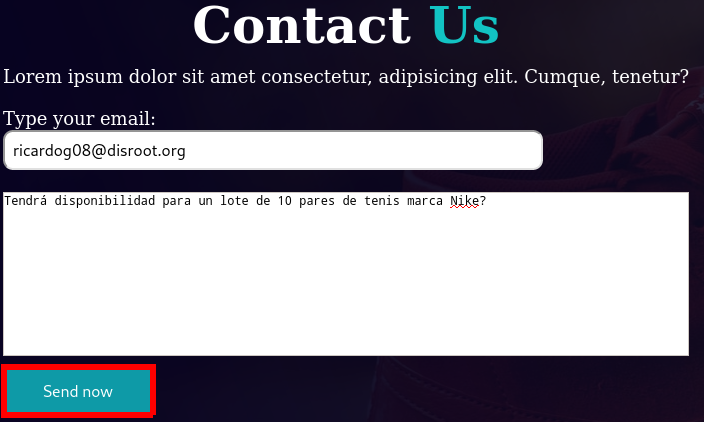 Contact Us
Lorem ipsum dolor sit amet consectetur, adipisicing elit. Cumque, tenetur?
Type your email:
ricardog08@disroot.org
Tendrá disponibilidad para un lote de 10 pares de tenis marca Nike?
Send now